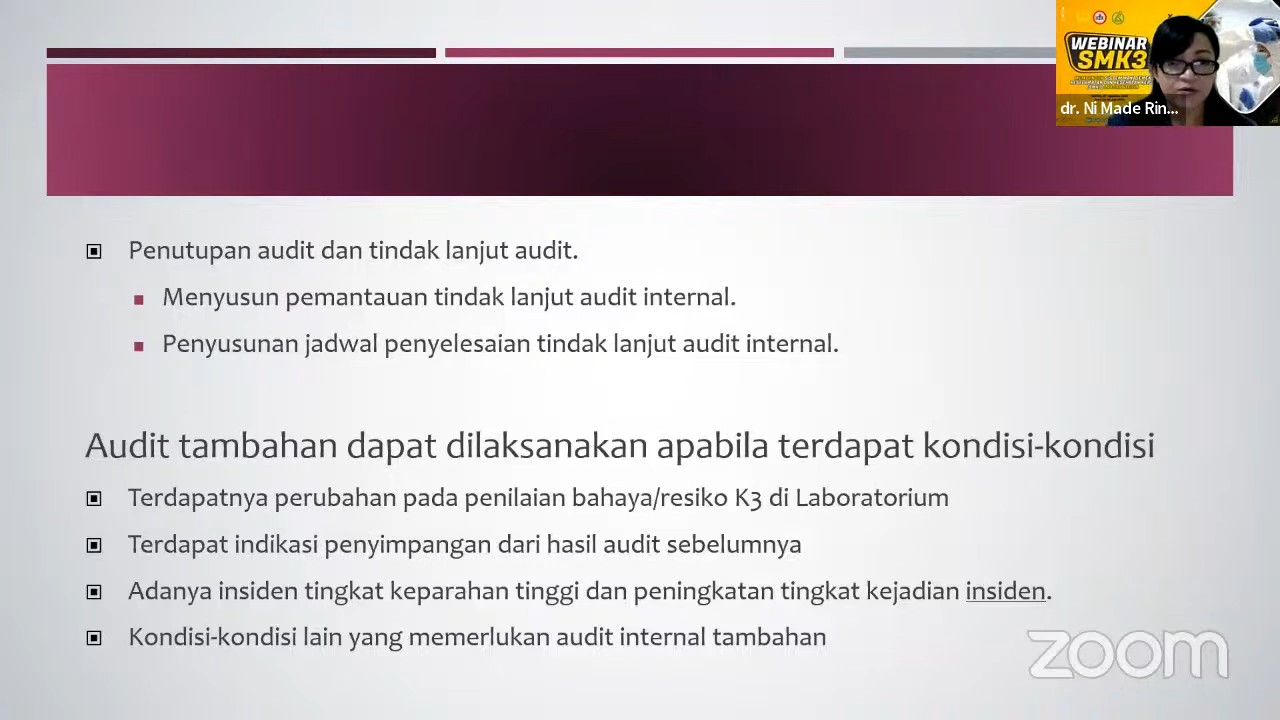 WEBINAR
SMK3
dr. Ni Made Rin...
Penutupan audit dan tindak lanjut audit.
Menyusun pemantauan tindak lanjut audit internal.
Penyusunan jadwal penyelesaian tindak lanjut audit internal.
Audit tambahan dapat dilaksanakan apabila terdapat kondisi-kondisi
Terdapatnya perubahan pada penilaian bahaya/resiko K3 di Laboratorium
Terdapat indikasi penyimpangan dari hasil audit sebelumnya
Adanya insiden tingkat keparahan tinggi dan peningkatan tingkat kejadian insiden.
Kondisi-kondisi lain yang memerlukan audit internal tambahan
zoom